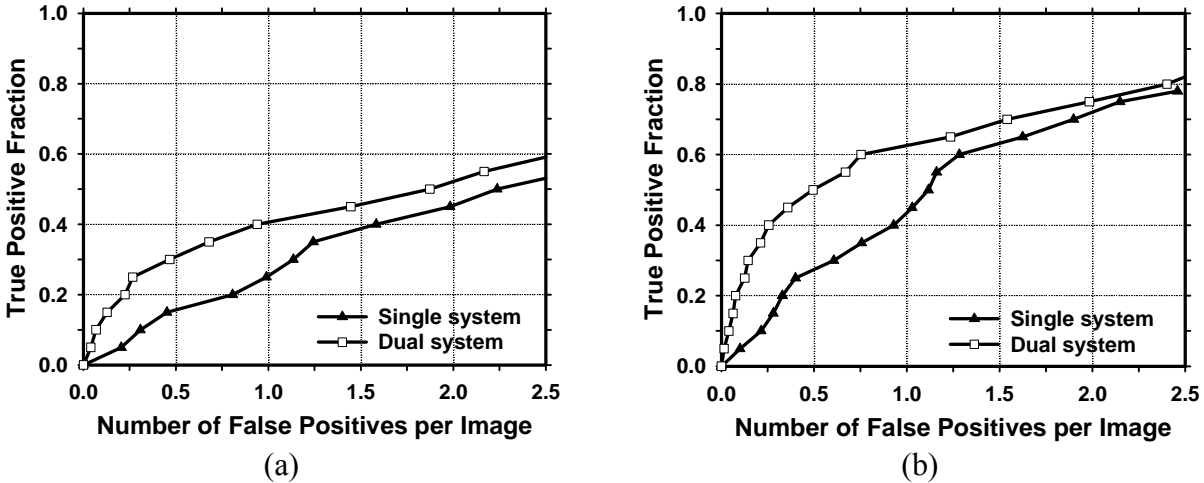 True Positive Fraction
1.0
0.8
0.6
0.4
0.2
0.0
Single system
Dual system
0.0 0.5 1.0 1.5 2.0 2.5
Number of False Positives per Image
(a)
True Positive Fraction
1.0
0.8
0.6
0.4
0.2
0.0
Single system
Dual system
0.0 0.5 1.0 1.5 2.0 2.5
Number of False Positives per Image
(b)